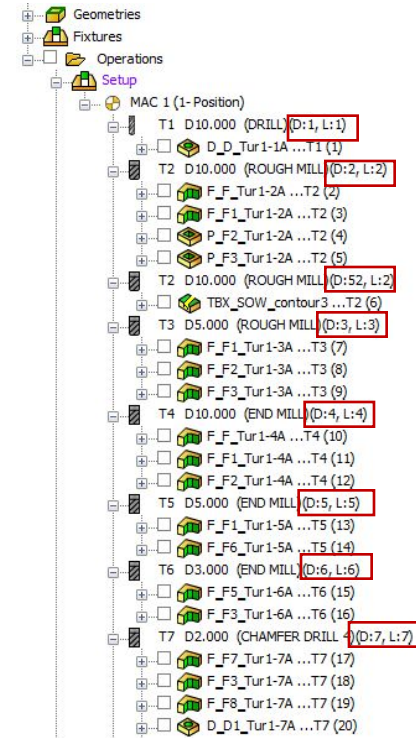 Geometries
Fixtures
Operations
Setup
MAC 1 (1- Position)
T1 D10.000 (DRILL)(D:1, L:1)
D_D_Tur1-1A ...T1 (1)
T2 D10.000 (ROUGH MILL)(D:2, L:2)
F_F_Tur1-2A ...T2 (2)
F_F1_Tur1-2A ...T2 (3)
P_F2_Tur1-2A ...T2 (4)
P_F3_Tur1-2A ...T2 (5)
T2 D10.000 (ROUGH MILL)(D:52, L:2)
TBX_SOW_contour3 ...T2 (6)
T3 D5.000 (ROUGH MILL)(D:3, L:3)
F_F1_Tur1-3A ...T3 (7)
F_F2_Tur1-3A ...T3 (8)
F_F3_Tur1-3A ...T3 (9)
T4 D10.000 (END MILL)(D:4, L:4)
F_F_Tur1-4A ...T4 (10)
F_F1_Tur1-4A ...T4 (11)
F_F2_Tur1-4A ...T4 (12)
T5 D5.000 (END MILL)(D:5, L:5)
F_F1_Tur1-5A ...T5 (13)
F_F6_Tur1-5A ...T5 (14)
T6 D3.000 (END MILL)(D:6, L:6)
F_F5_Tur1-6A ...T6 (15)
F_F3_Tur1-6A ...T6 (16)
T7 D2.000 (CHAMFER DRILL 4)(D:7, L:7)
F_F7_Tur1-7A ...T7 (17)
F_F3_Tur1-7A ...T7 (18)
F_F8_Tur1-7A ...T7 (19)
D_D1_Tur1-7A ...T7 (20)